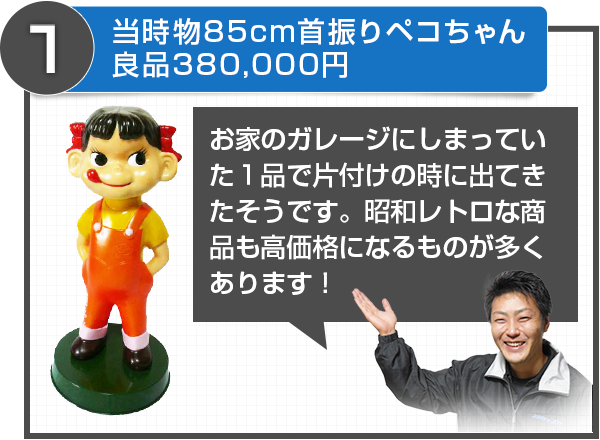 1
当時物85cm首振りペコちゃん
良品380,000円
お家のガレージにしまってい
た１品で片付けの時に出てき
たそうです。昭和レトロな商
品も高価格になるものが多く
あります！